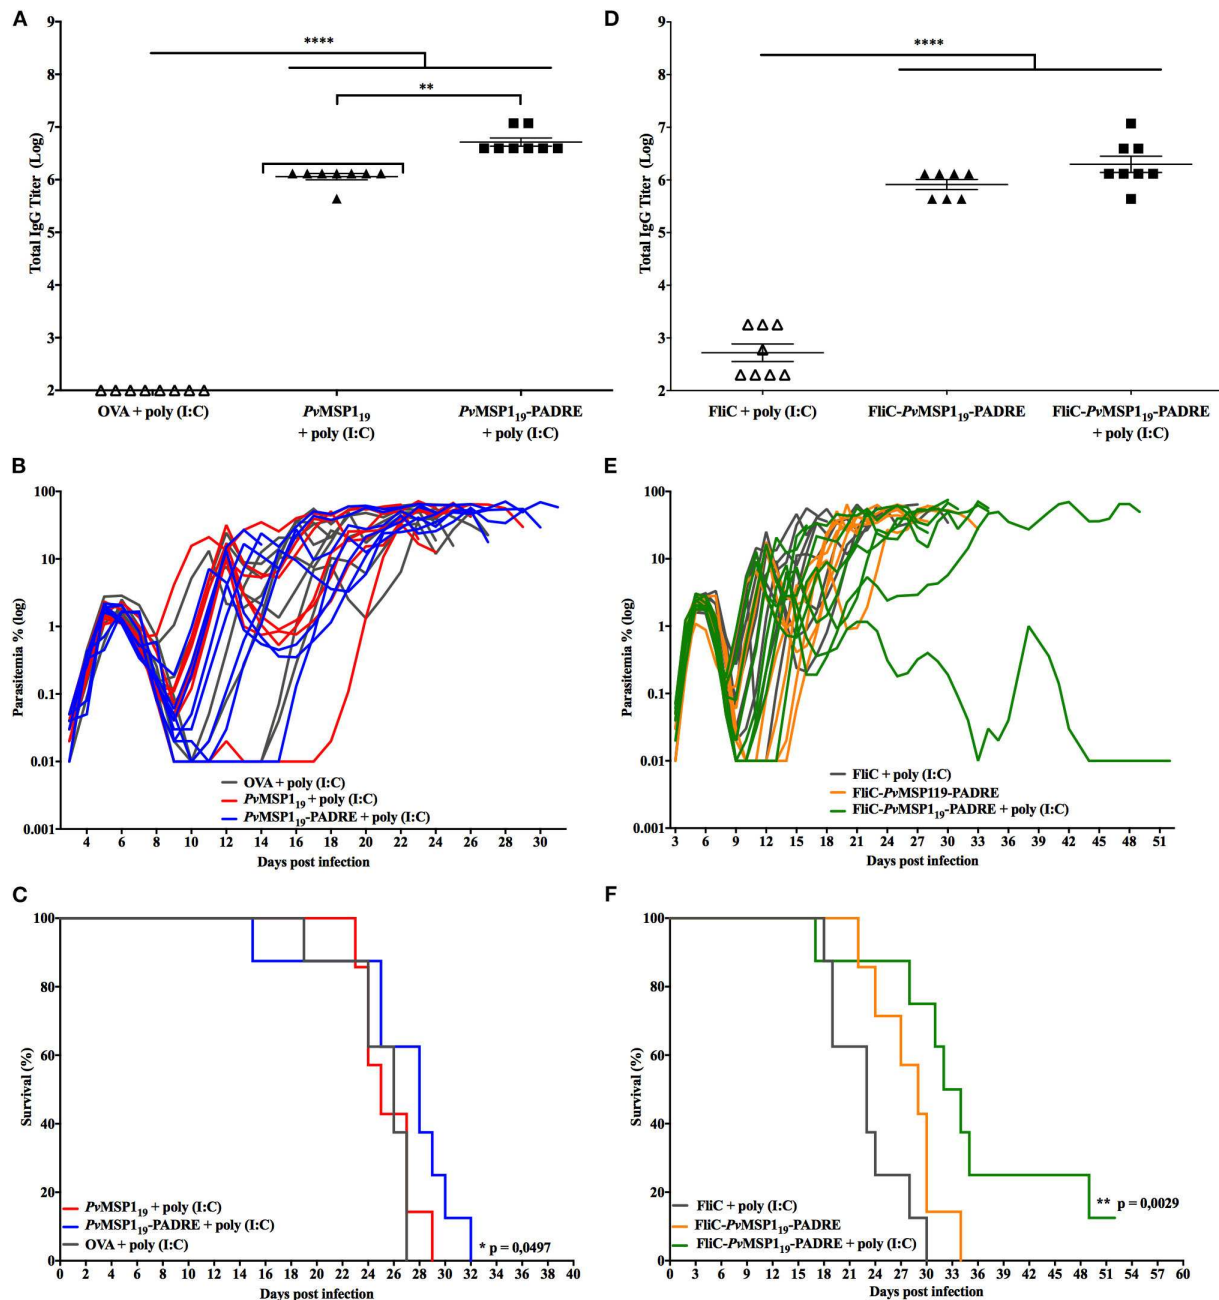 A
Total IgG Titer (Log)
9
8
7
6
5
4
3
2
****
**
OVA + poly (I:C)
PvMSP1₁₉
+ poly (I:C)
PvMSP1₁₉-PADRE
+ poly (I:C)
D
Total IgG Titer (Log)
9
8
7
6
5
4
3
2
****
FliC + poly (I:C)
FliC-PvMSP1₁₉-PADRE
FliC-PvMSP1₁₉-PADRE
+ poly (I:C)
B
Parasitemia % (log)
100
10
1
0.1
0.01
0.001
OVA + poly (I:C)
PvMSP1₁₉ + poly (I:C)
PvMSP1₁₉-PADRE + poly (I:C)
4 6 8 10 12 14 16 18 20 22 24 26 28 30
Days post infection
E
Parasitemia % (log)
100
10
1
0.1
0.01
0.001
FliC + poly (I:C)
FliC-PvMSP119-PADRE
FliC-PvMSP1₁₉-PADRE + poly (I:C)
3 6 9 12 15 18 21 24 27 30 33 36 39 42 45 48 51
Days post infection
C
Survival (%)
100
80
60
40
20
0
PvMSP1₁₉ + poly (I:C)
PvMSP1₁₉-PADRE + poly (I:C)
OVA + poly (I:C)
* p = 0,0497
0 2 4 6 8 10 12 14 16 18 20 22 24 26 28 30 32 34 36 38 40
Days post infection
F
Survival (%)
100
80
60
40
20
0
FliC + poly (I:C)
FliC-PvMSP1₁₉-PADRE
FliC-PvMSP1₁₉-PADRE + poly (I:C)
** p = 0,0029
0 3 6 9 12 15 18 21 24 27 30 33 36 39 42 45 48 51 54 57 60
Days post infection